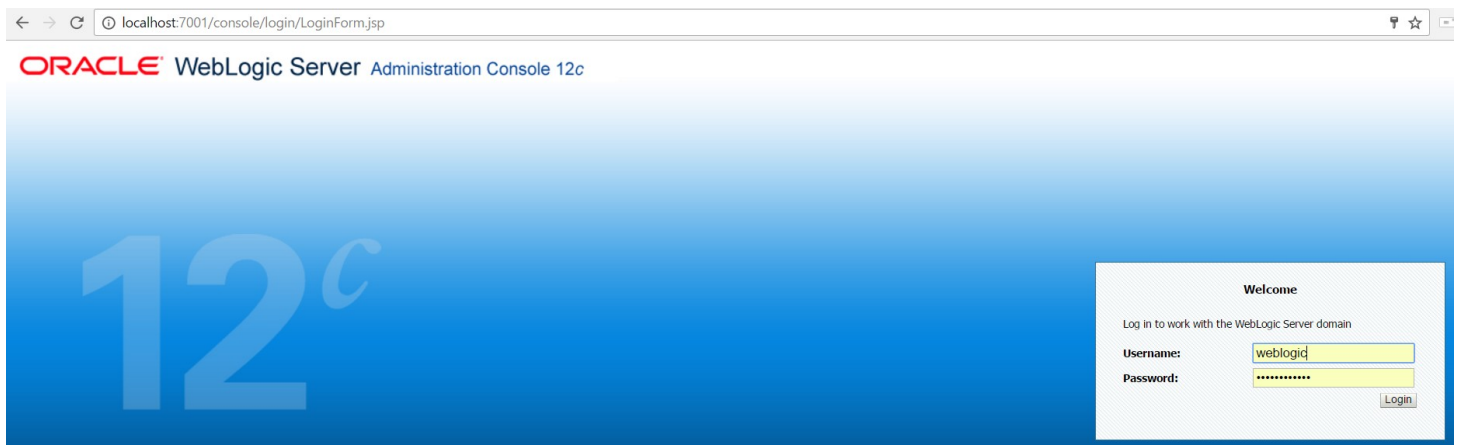 localhost:7001/console/login/LoginForm.jsp
ORACLE WebLogic Server Administration Console 12c
12c
Welcome
Log in to work with the WebLogic Server domain
Username: weblogic
Password: ••••••••••••
Login